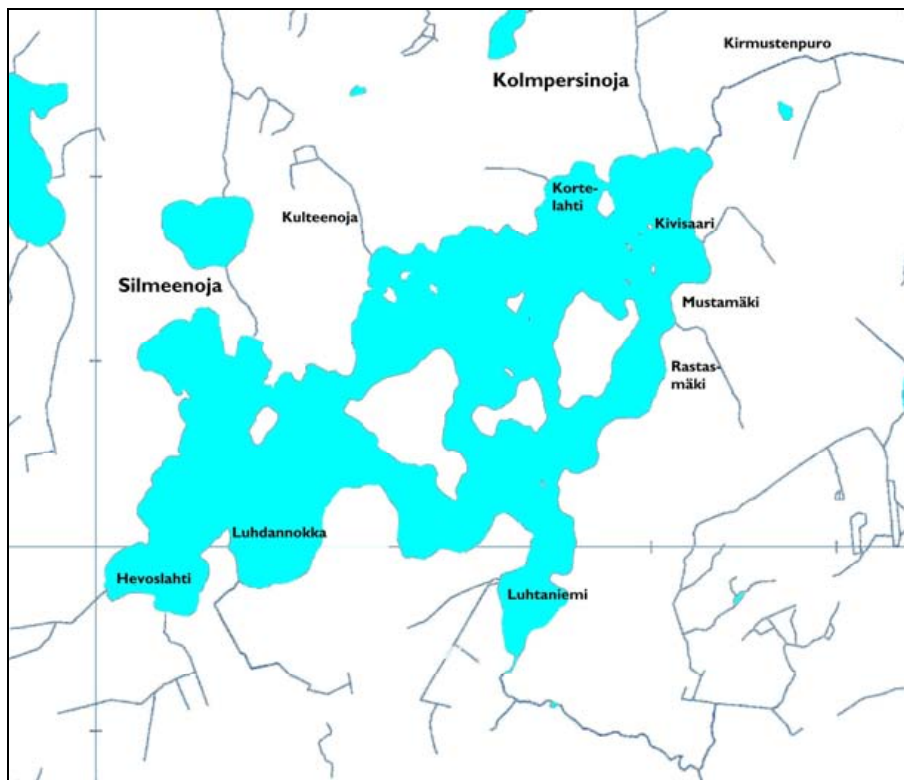 Kirmustenpuro
Kolmpersinoja
Korte-
lahti
Kulteenoja
Kivisaari
Silmeenoja
Mustamäki
Rastas-
mäki
Luhdannokka
Hevoslahti
Luhtaniemi